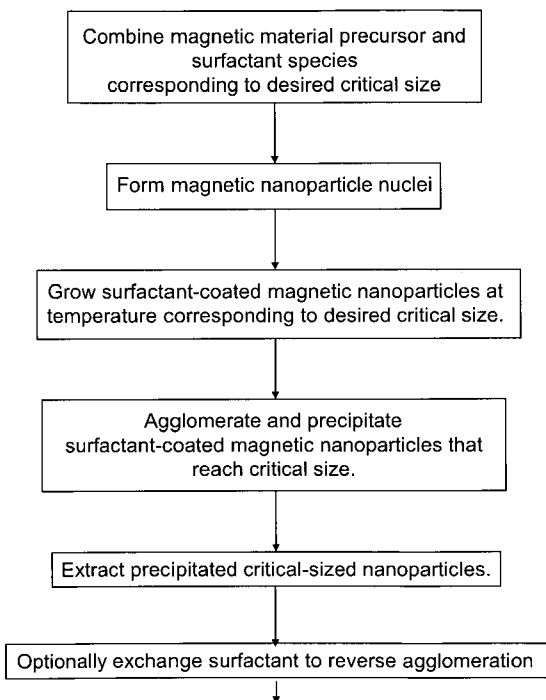 Combine magnetic material precursor and
surfactant species
corresponding to desired critical size
Form magnetic nanoparticle nuclei
Grow surfactant-coated magnetic nanoparticles at
temperature corresponding to desired critical size.
Agglomerate and precipitate
surfactant-coated magnetic nanoparticles that
reach critical size.
Extract precipitated critical-sized nanoparticles.
Optionally exchange surfactant to reverse agglomeration